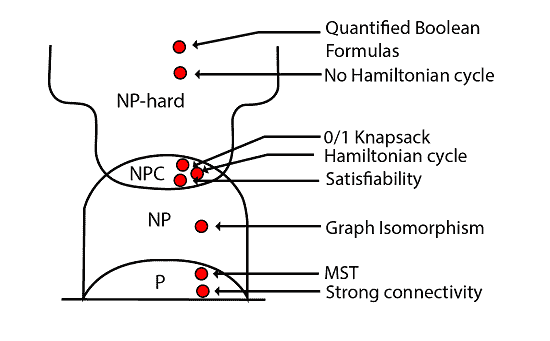 Quantified Boolean
Formulas
No Hamiltonian cycle
NP-hard
0/1 Knapsack
Hamiltonian cycle
NPC
Satisfiability
NP
Graph Isomorphism
MST
P
Strong connectivity